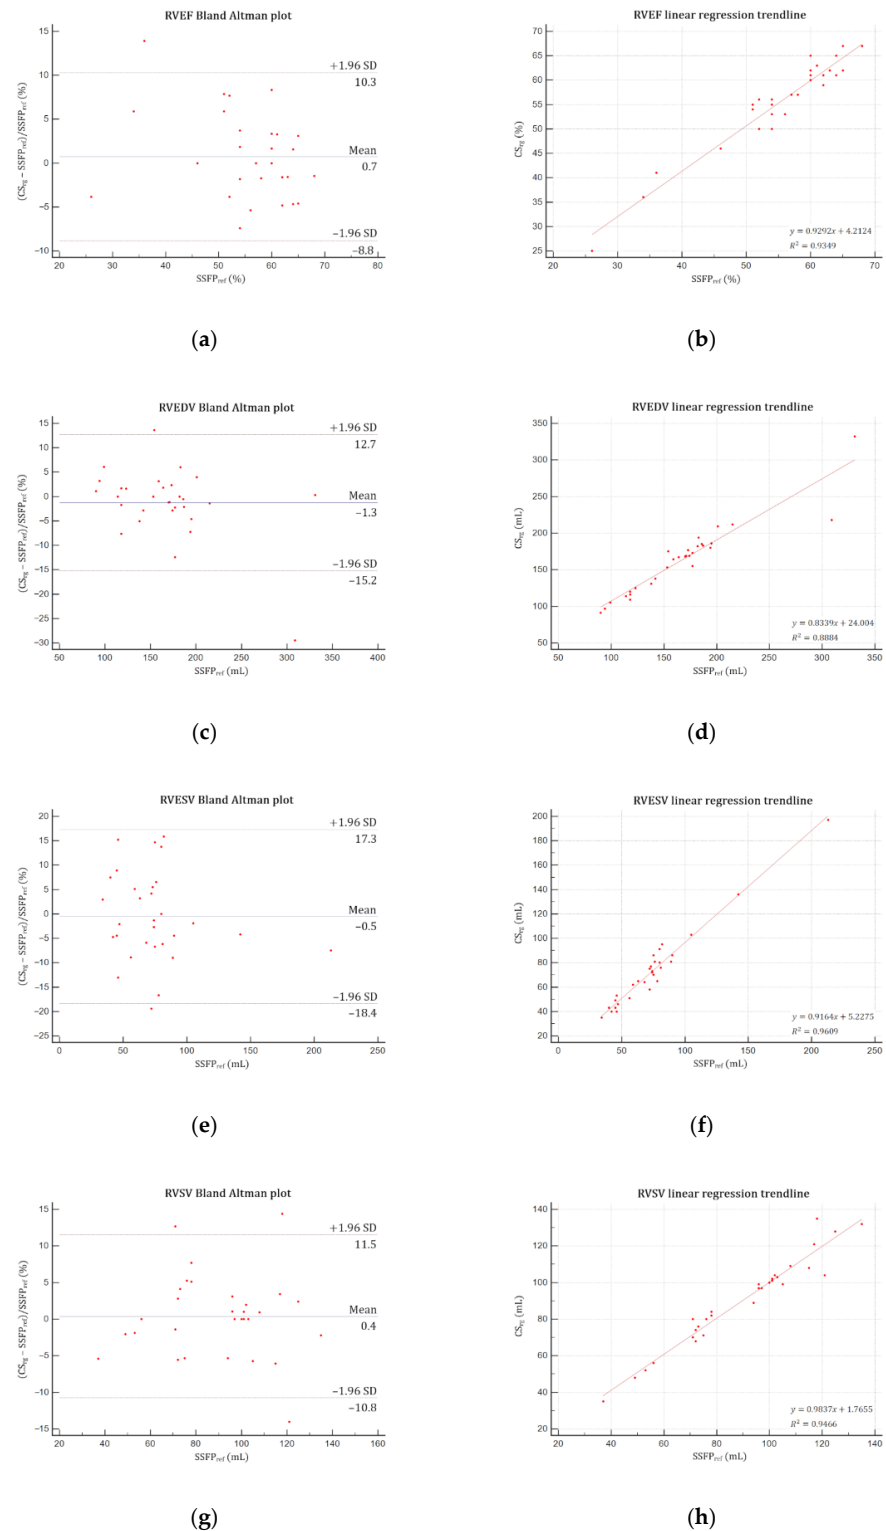 RVEF Bland Altman plot
15
10
5
0
−5
−10
20 30 40 50 60 70 80
(CSrg − SSFPref)/SSFPref (%)
SSFPref (%)
+1.96 SD
10.3
Mean
0.7
−1.96 SD
−8.8
(a)
RVEF linear regression trendline
70
65
60
55
50
45
40
35
30
25
20 30 40 50 60 70
CSrg (%)
SSFPref (%)
y = 0.9292x + 4.2124
R² = 0.9349
(b)
RVEDV Bland Altman plot
15
10
5
0
−5
−10
−15
−20
−25
−30
50 100 150 200 250 300 350 400
(CSrg − SSFPref)/SSFPref (%)
SSFPref (mL)
+1.96 SD
12.7
Mean
−1.3
−1.96 SD
−15.2
(c)
RVEDV linear regression trendline
350
300
250
200
150
100
50
50 100 150 200 250 300 350
CSrg (mL)
SSFPref (mL)
y = 0.8339x + 24.004
R² = 0.8884
(d)
RVESV Bland Altman plot
20
15
10
5
0
−5
−10
−15
−20
−25
0 50 100 150 200 250
(CSrg − SSFPref)/SSFPref (%)
SSFPref (mL)
+1.96 SD
17.3
Mean
−0.5
−1.96 SD
−18.4
(e)
RVESV linear regression trendline
200
180
160
140
120
100
80
60
40
20
0 50 100 150 200 250
CSrg (mL)
SSFPref (mL)
y = 0.9164x + 5.2275
R² = 0.9609
(f)
RVSV Bland Altman plot
15
10
5
0
−5
−10
−15
20 40 60 80 100 120 140 160
(CSrg − SSFPref)/SSFPref (%)
SSFPref (mL)
+1.96 SD
11.5
Mean
0.4
−1.96 SD
−10.8
(g)
RVSV linear regression trendline
140
120
100
80
60
40
20
20 40 60 80 100 120 140
CSrg (mL)
SSFPref (mL)
y = 0.9837x + 1.7655
R² = 0.9466
(h)